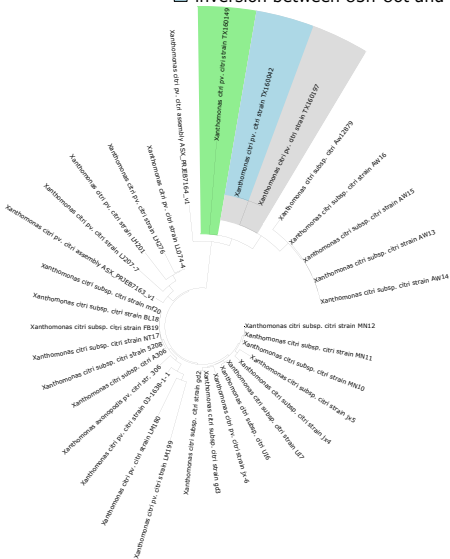 Inversion between
Xanthomonas citri pv. citri strain TX160149
Xanthomonas citri pv. citri strain TX160042
Xanthomonas citri pv. citri strain TX160197
Xanthomonas citri subsp. citri Aw12879
Xanthomonas citri subsp. citri strain AW16
Xanthomonas citri subsp. citri strain AW15
Xanthomonas citri subsp. citri strain AW13
Xanthomonas citri subsp. citri strain AW14
Xanthomonas citri subsp. citri strain MN12
Xanthomonas citri subsp. citri strain MN11
Xanthomonas citri subsp. citri strain MN10
Xanthomonas citri subsp. citri strain jx5
Xanthomonas citri subsp. citri strain jx4
Xanthomonas citri subsp. citri strain UI7
Xanthomonas citri subsp. citri UI6
Xanthomonas citri pv. citri strain jx-6
Xanthomonas citri subsp. citri strain gd3
Xanthomonas citri subsp. citri strain gd2
Xanthomonas citri pv. citri strain LM199
Xanthomonas citri pv. citri strain LM180
Xanthomonas citri pv. citri strain 03-1638-1-1
Xanthomonas axonopodis pv. citri str. 306
Xanthomonas citri subsp. citri A306
Xanthomonas citri subsp. citri strain 5208
Xanthomonas citri subsp. citri strain NT17
Xanthomonas citri subsp. citri strain FB19
Xanthomonas citri subsp. citri strain BL18
Xanthomonas citri subsp. citri strain mf20
Xanthomonas citri pv. citri assembly ASX_PRJEB7163_v1
Xanthomonas citri pv. citri strain LJ207-7
Xanthomonas citri pv. citri strain LH201
Xanthomonas citri pv. citri strain LH276
Xanthomonas citri pv. citri strain LL074-4
Xanthomonas citri pv. citri assembly ASX_PRJEB7164_v1